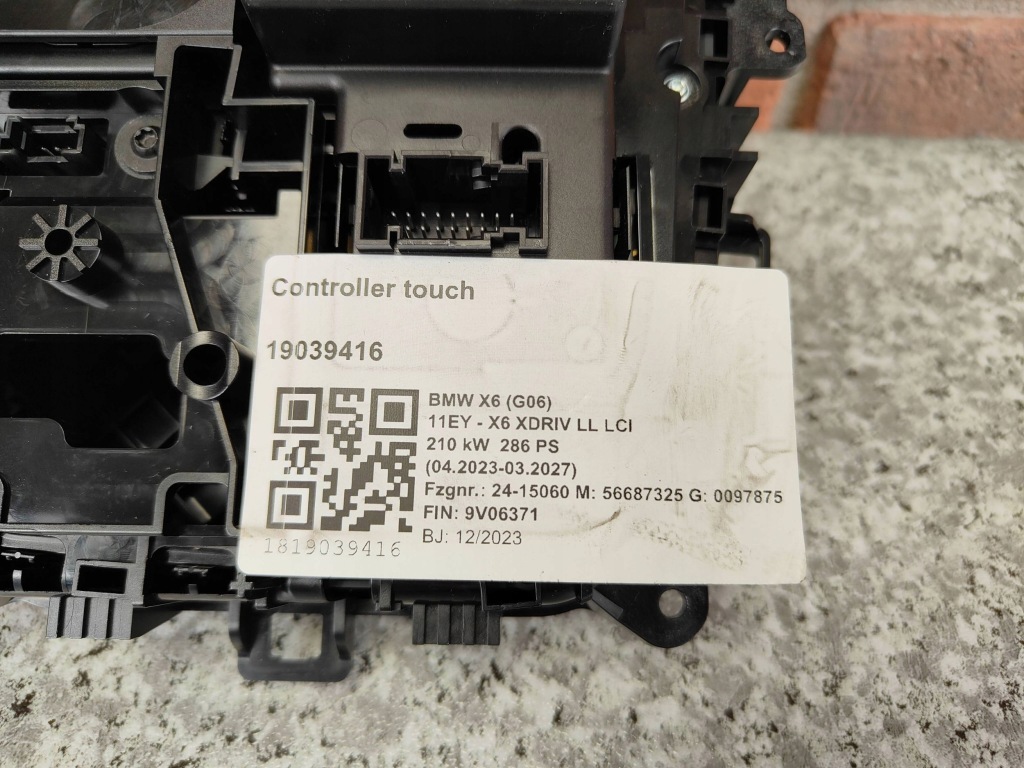 Controller touch
19039416
BMW X6 (G06)
11EY - X6 XDRIV LL LCI
210 kW 286 PS
(04.2023-03.2027)
Fzgnr.: 24-15060 M: 56687325 G: 0097875
FIN: 9V06371
BJ: 12/2023
1819039416